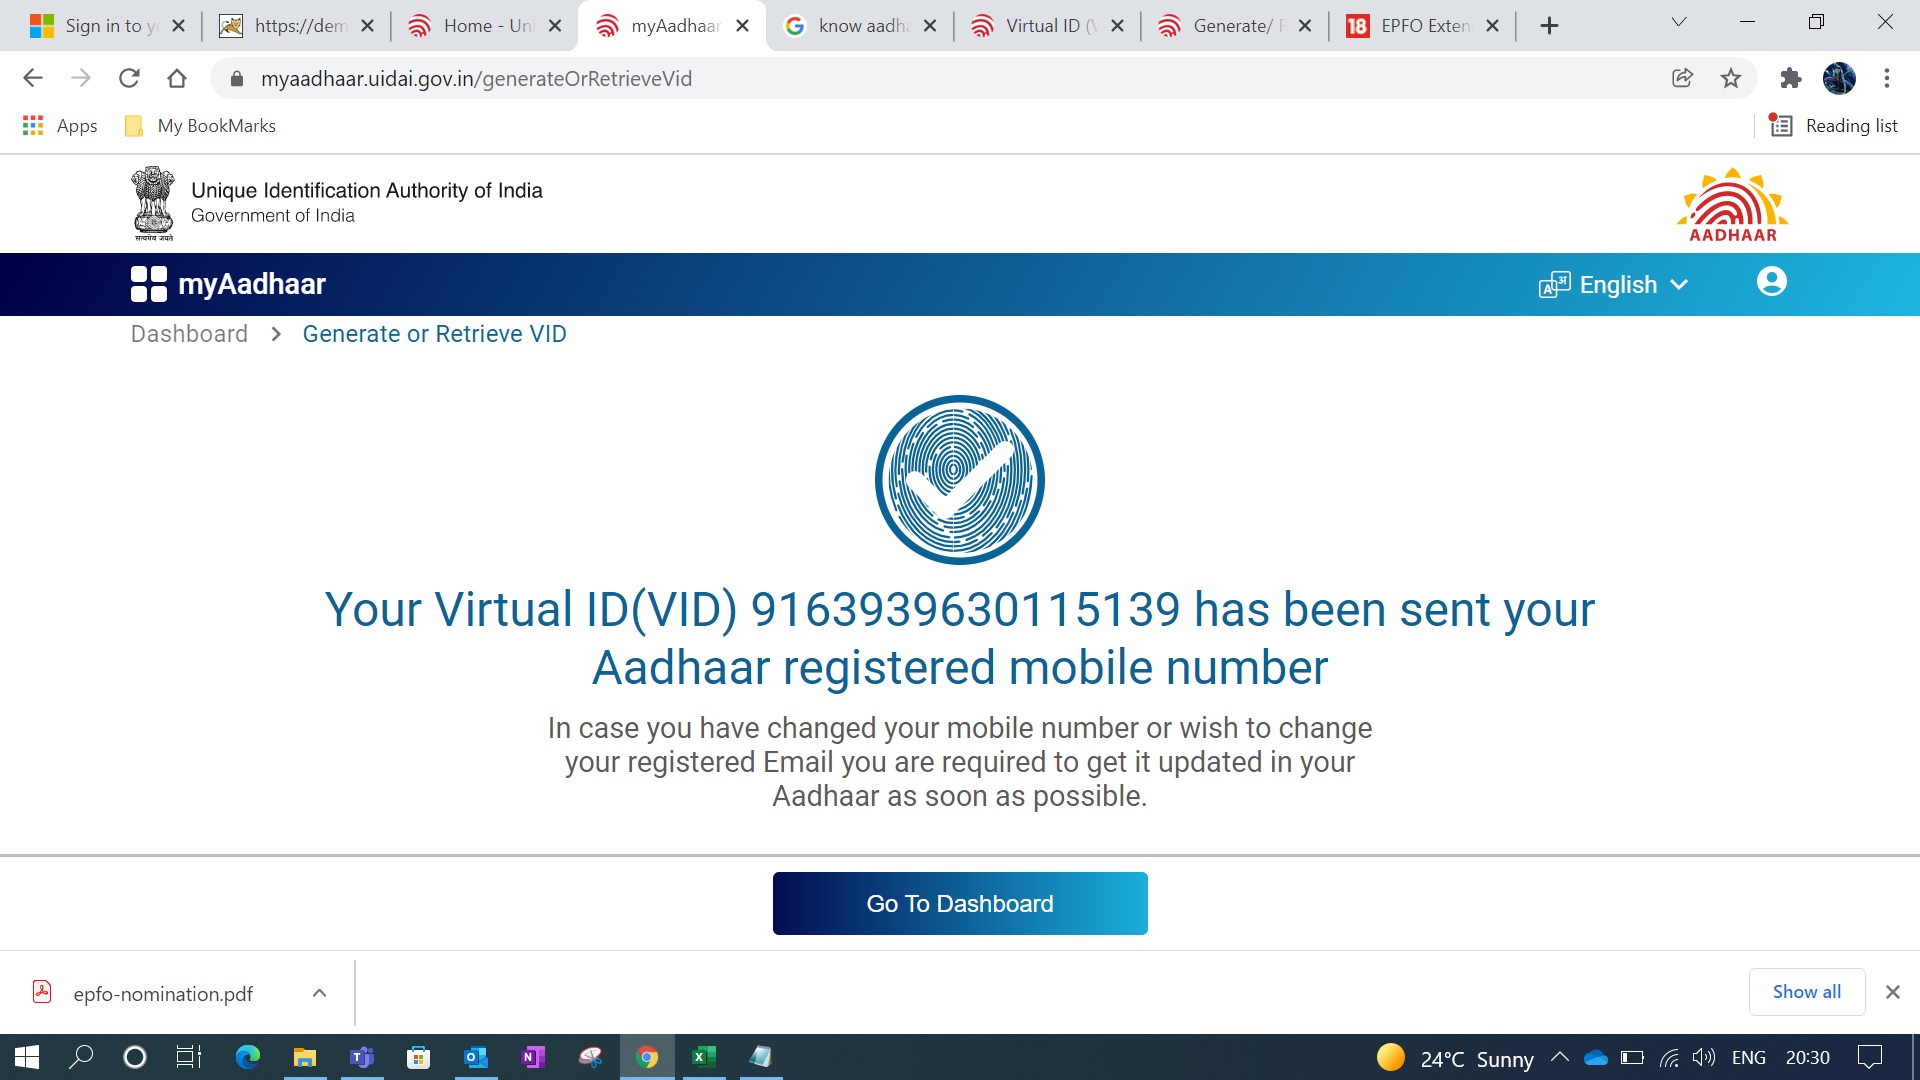 Sign in to y
https://dem
Home - Uni
myAadhaar
know aadha
Virtual ID (V
Generate/ R
EPFO Exten
myaadhaar.uidai.gov.in/generateOrRetrieveVid
Apps
My BookMarks
Reading list
सत्यमेव जयते
Unique Identification Authority of India
Government of India
AADHAAR
myAadhaar
English
Dashboard > Generate or Retrieve VID
Your Virtual ID(VID) 9163939630115139 has been sent your
Aadhaar registered mobile number
In case you have changed your mobile number or wish to change
your registered Email you are required to get it updated in your
Aadhaar as soon as possible.
Go To Dashboard
epfo-nomination.pdf
Show all
24°C Sunny
ENG
20:30